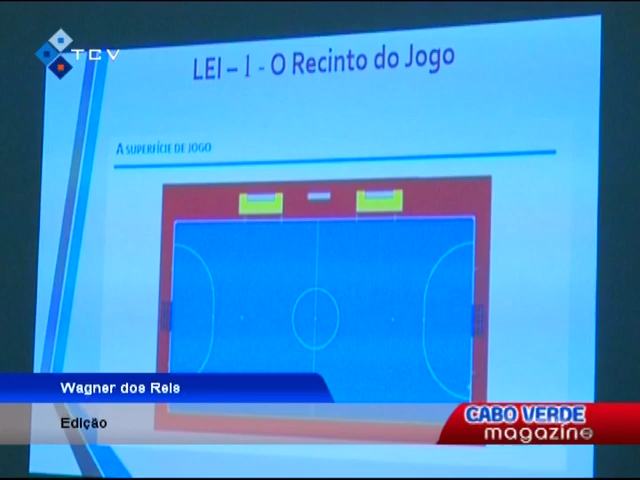 TCV
LEI – I - O Recinto do Jogo
A SUPERFÍCIE DE JOGO
Wagner dos Reis
Edição
CABO VERDE
magazine